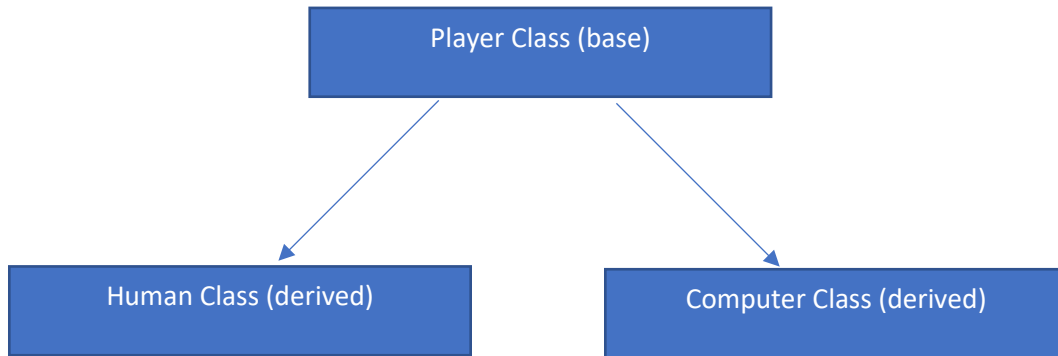 Player Class (base)
Human Class (derived)
Computer Class (derived)